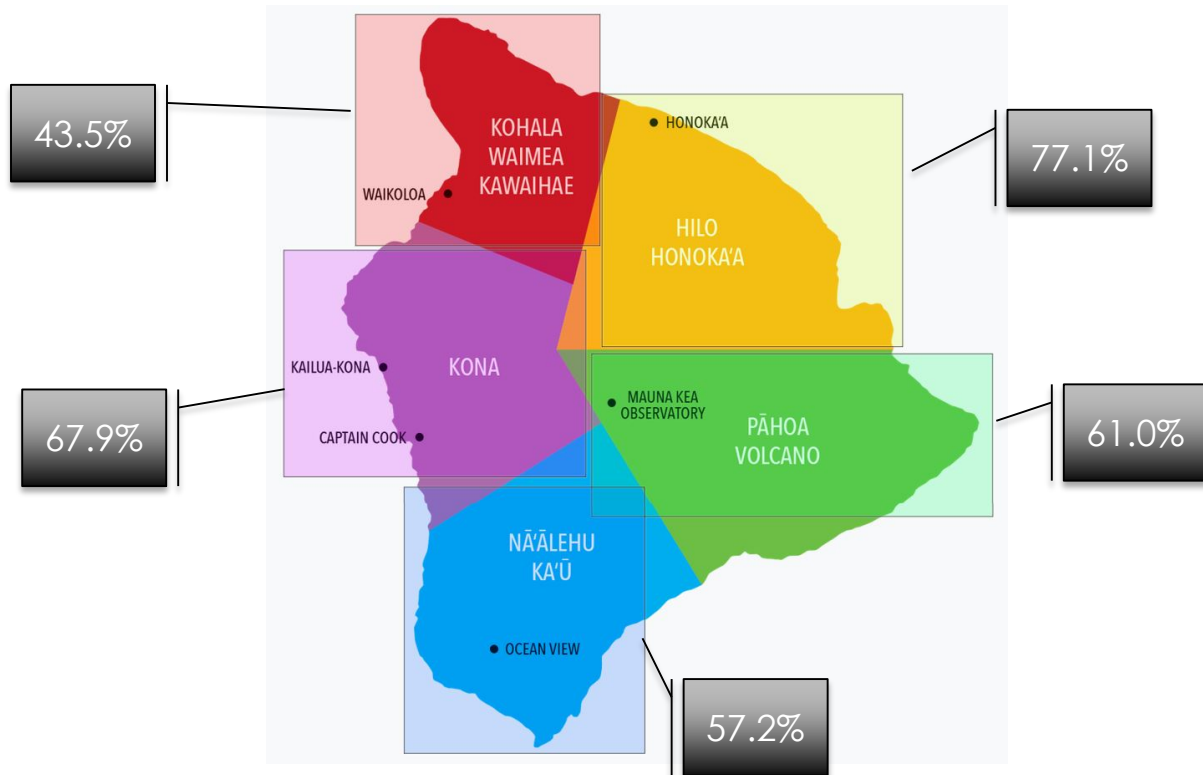 43.5%
KOHALA
WAIMEA
KAWAIHAE
WAIKOLOA
HONOKA‘A
77.1%
HILO
HONOKA‘A
KAILUA-KONA
KONA
CAPTAIN COOK
67.9%
MAUNA KEA
OBSERVATORY
PĀHOA
VOLCANO
61.0%
NĀ‘ĀLEHU
KA‘Ū
OCEAN VIEW
57.2%